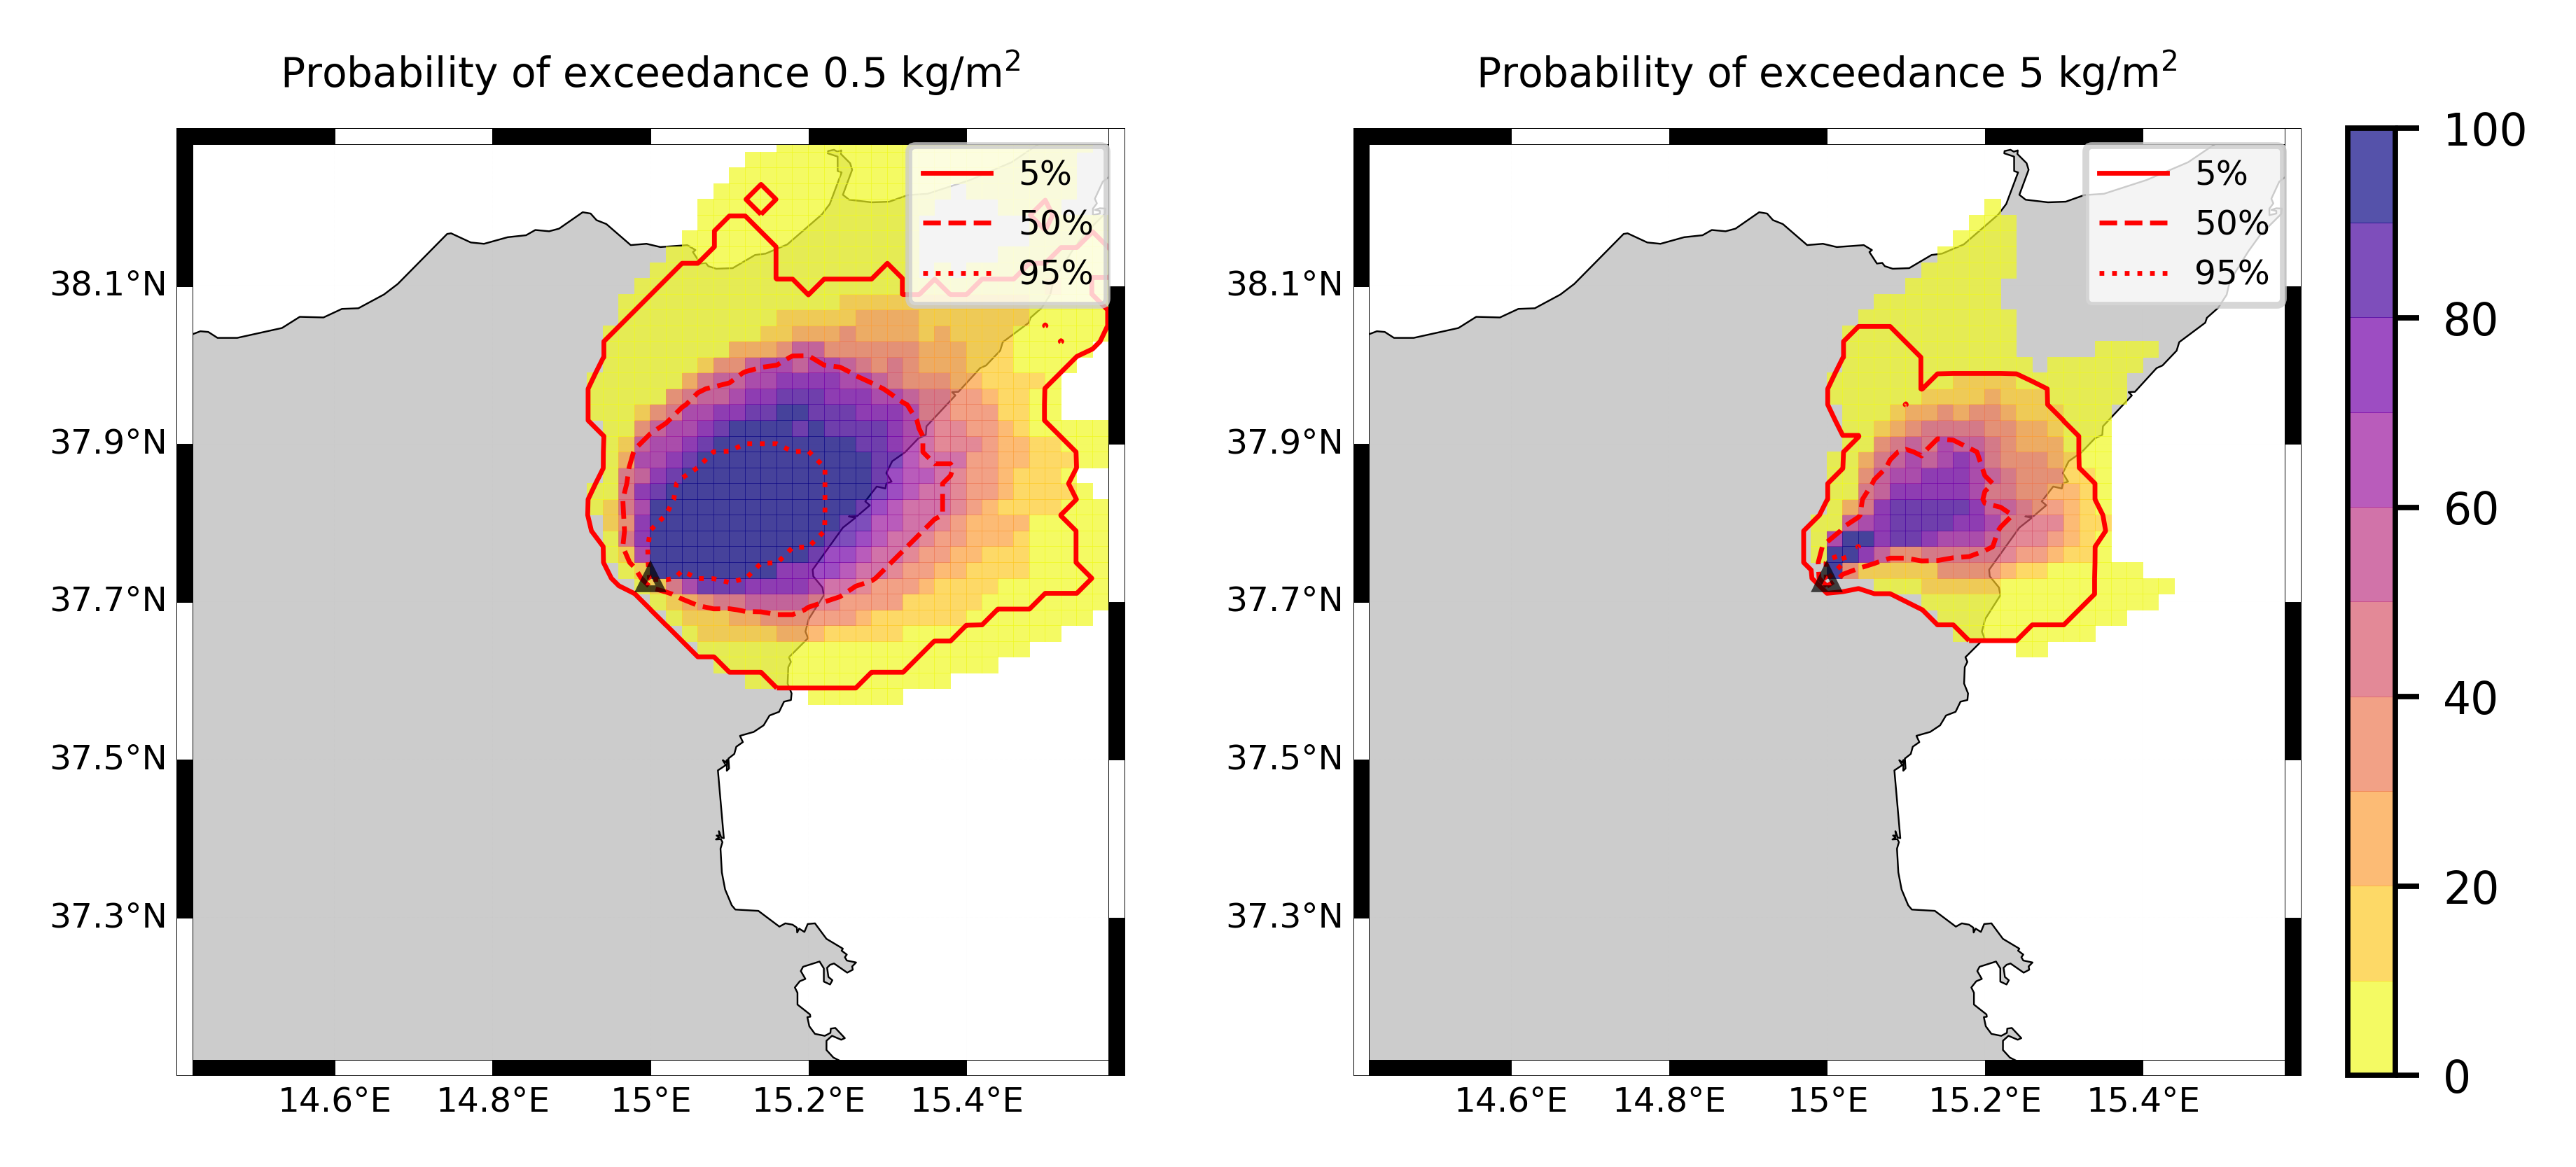 Probability of exceedance 0.5 kg/m²
5%
50%
95%
38.1°N
37.9°N
37.7°N
37.5°N
37.3°N
14.6°E 14.8°E 15°E 15.2°E 15.4°E
Probability of exceedance 5 kg/m²
5%
50%
95%
38.1°N
37.9°N
37.7°N
37.5°N
37.3°N
14.6°E 14.8°E 15°E 15.2°E 15.4°E
100
80
60
40
20
0